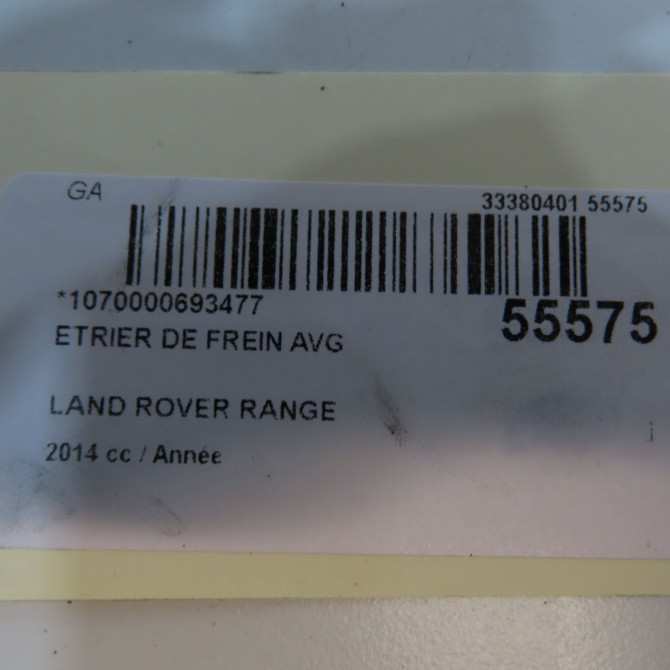 GA
33380401 55575
*1070000693477
55575
ETRIER DE FREIN AVG
LAND ROVER RANGE
2014 cc / Année